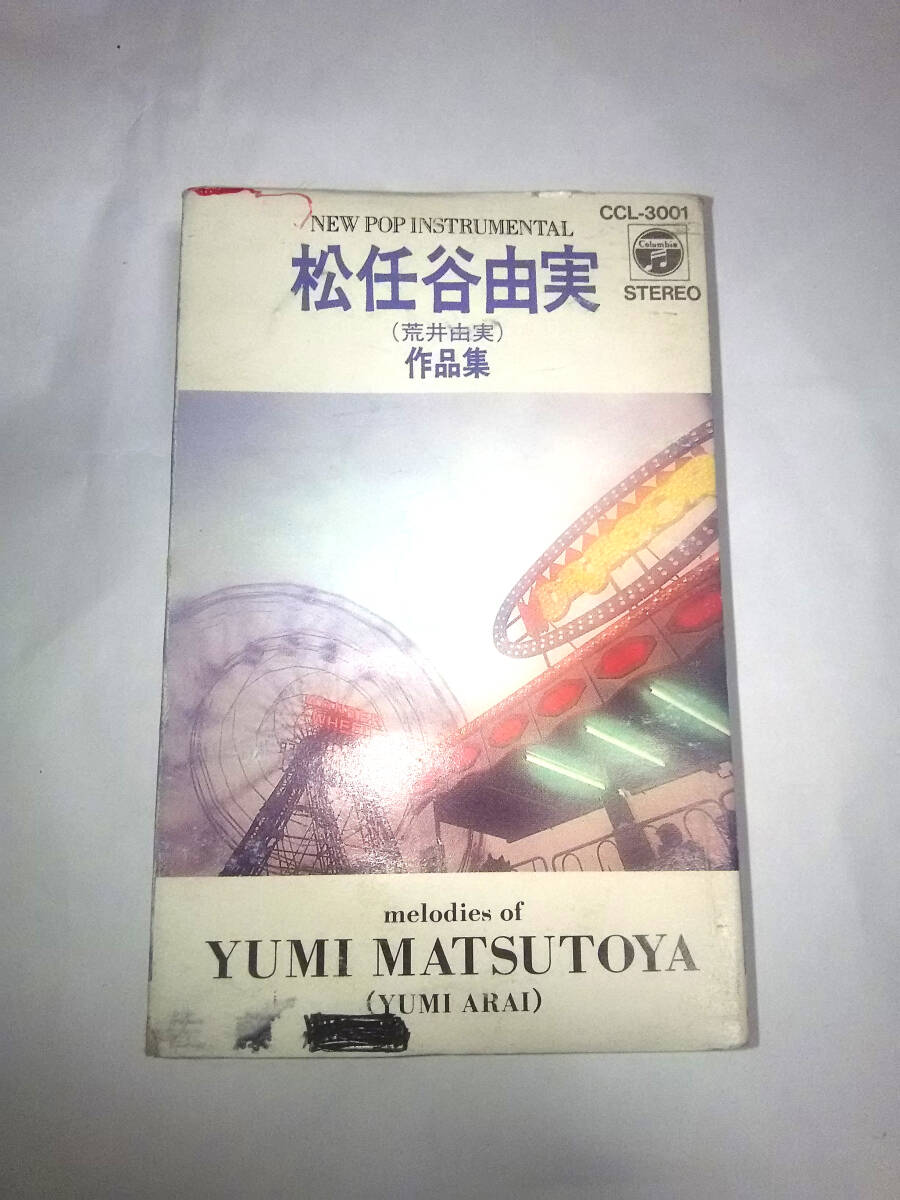 NEW POP INSTRUMENTAL
CCL-3001
Columbia
STEREO
松任谷由実
(荒井由実)
作品集
WHEE
melodies of
YUMI MATSUTOYA
(YUMI ARAI)